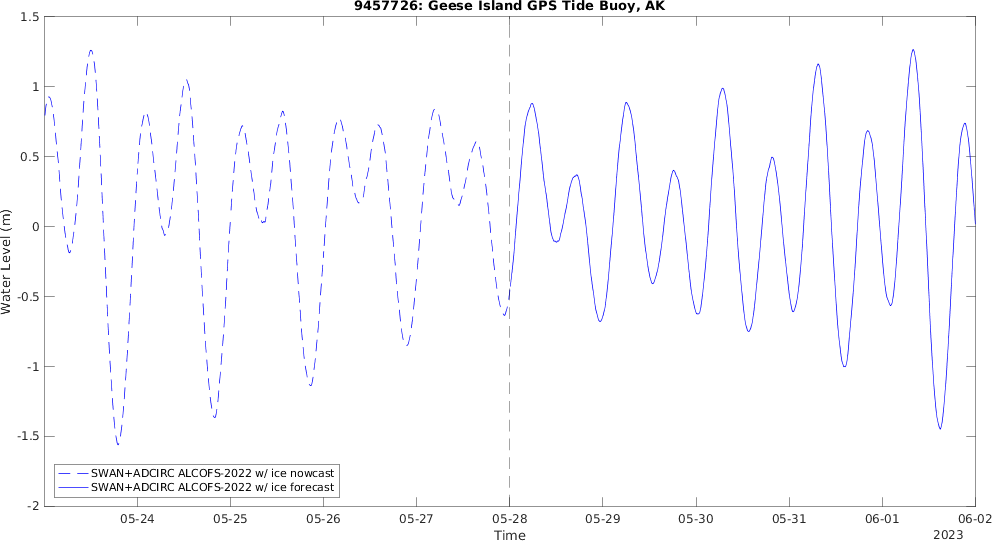 9457726: Geese Island GPS Tide Buoy, AK
1.5
1
0.5
0
-0.5
-1
-1.5
-2
Water Level (m)
SWAN+ADCIRC ALCOFS-2022 w/ ice nowcast
SWAN+ADCIRC ALCOFS-2022 w/ ice forecast
05-24 05-25 05-26 05-27 05-28 05-29 05-30 05-31 06-01 06-02
Time
2023